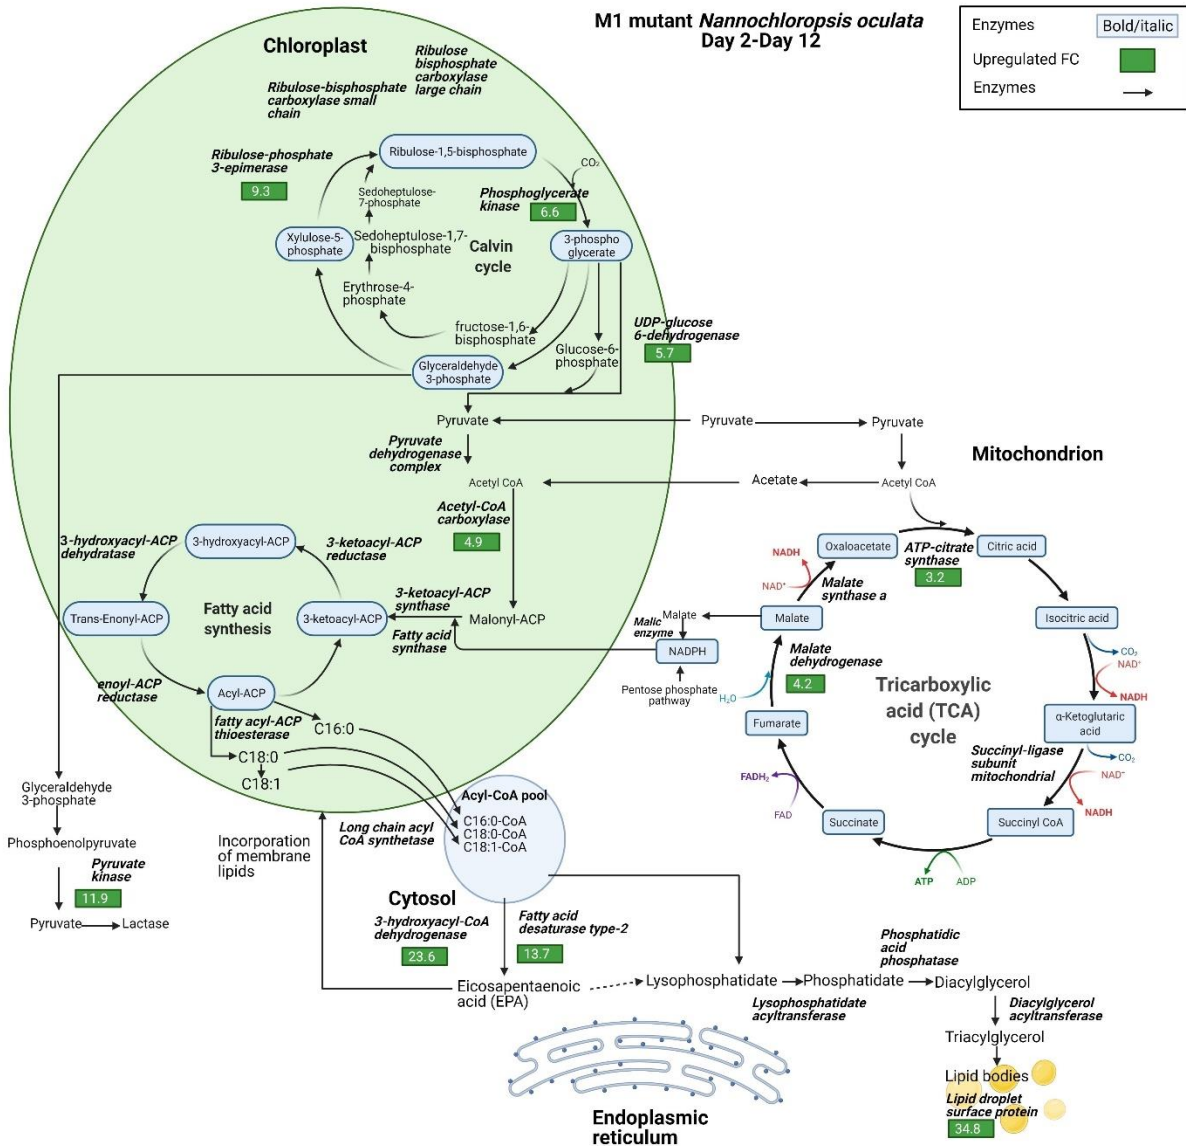 M1 mutant Nannochloropsis oculata
Day 2-Day 12
Enzymes
Bold/italic
Upregulated FC
Enzymes
Chloroplast
Ribulose
bisphosphate
carboxylase
large chain
Ribulose-bisphosphate
carboxylase small
chain
Ribulose-phosphate
3-epimerase
9.3
Ribulose-1,5-bisphosphate
CO₂
Sedoheptulose-
7-phosphate
Phosphoglycerate
kinase
6.6
Xylulose-5-
phosphate
Sedoheptulose-1,7-
bisphosphate
Calvin
cycle
3-phospho
glycerate
Erythrose-4-
phosphate
fructose-1,6-
bisphosphate
UDP-glucose
6-dehydrogenase
5.7
Glucose-6-
phosphate
Glyceraldehyde
3-phosphate
Pyruvate
Pyruvate
Pyruvate
Pyruvate
dehydrogenase
complex
Mitochondrion
Acetyl CoA
Acetate
Acetyl CoA
Acetyl-CoA
carboxylase
4.9
3-hydroxyacyl-ACP
dehydratase
3-hydroxyacyl-ACP
3-ketoacyl-ACP
reductase
NADH
NAD⁺
Oxaloacetate
ATP-citrate
synthase
3.2
Citric acid
Malate
synthase a
3-ketoacyl-ACP
synthase
Trans-Enonyl-ACP
Fatty acid
synthesis
3-ketoacyl-ACP
Malonyl-ACP
Fatty acid
synthase
Malate
Malic
enzyme
NADPH
Malate
Isocitric acid
CO₂
NAD⁺
NADH
Malate
dehydrogenase
4.2
Pentose phosphate
pathway
H₂O
Tricarboxylic
acid (TCA)
cycle
enoyl-ACP
reductase
Acyl-ACP
fatty acyl-ACP
thioesterase
C16:0
C18:0
C18:1
Fumarate
α-Ketoglutaric
acid
Succinyl-ligase
subunit
mitochondrial
CO₂
NAD⁺
NADH
FADH₂
FAD
Succinate
Succinyl CoA
ATP
ADP
Glyceraldehyde
3-phosphate
Phosphoenolpyruvate
Pyruvate
kinase
11.9
Pyruvate
Lactase
Incorporation
of membrane
lipids
Long chain acyl
CoA synthetase
Acyl-CoA pool
C16:0-CoA
C18:0-CoA
C18:1-CoA
Cytosol
3-hydroxyacyl-CoA
dehydrogenase
23.6
Fatty acid
desaturase type-2
13.7
Eicosapentaenoic
acid (EPA)
Lysophosphatidate
Phosphatidate
Phosphatidic
acid
phosphatase
Diacylglycerol
Lysophosphatidate
acyltransferase
Diacylglycerol
acyltransferase
Triacylglycerol
Lipid bodies
Lipid droplet
surface protein
34.8
Endoplasmic
reticulum